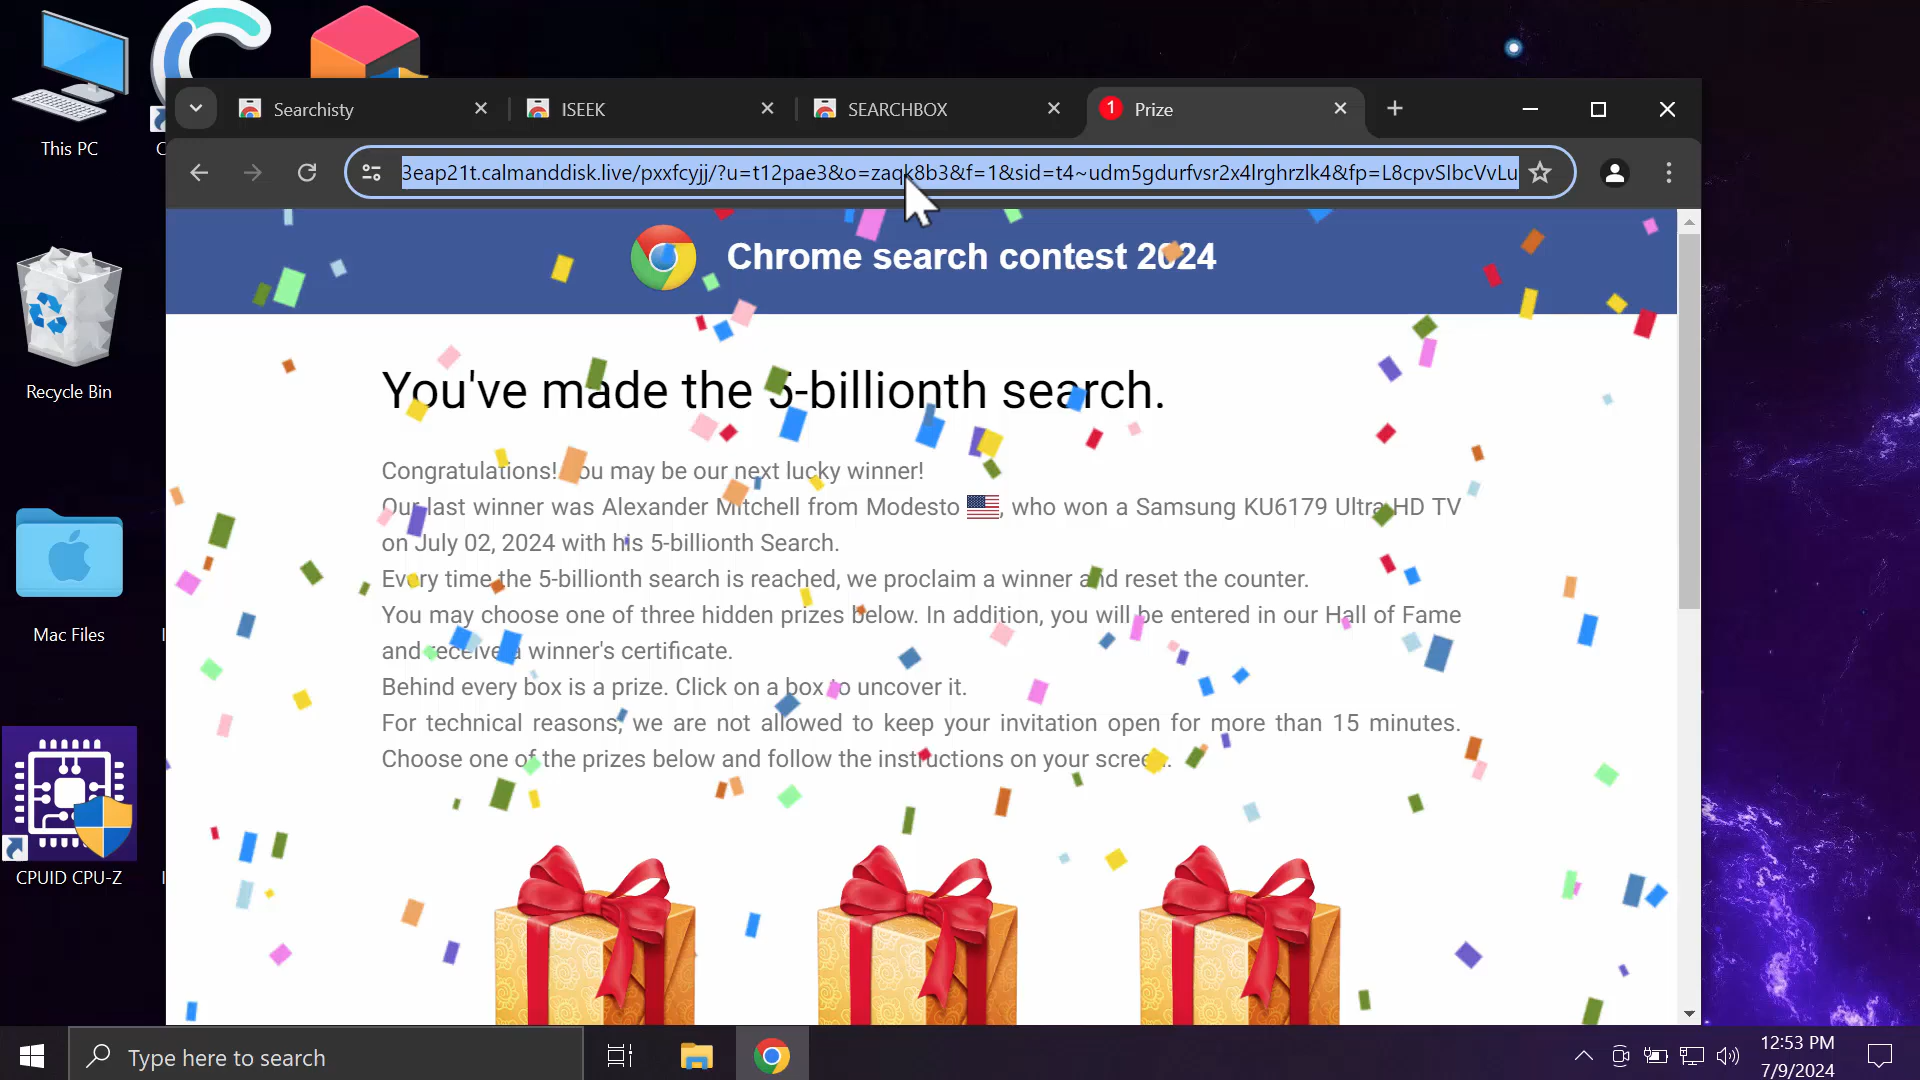 This PC
C
Searchisty
ISEEK
SEARCHBOX
1
Prize
3eap21t.calmanddisk.live/pxxfcyjj/?u=t12pae3&o=zaqk8b3&f=1&sid=t4~udm5gdurfvsr2x4lrghrzlk4&fp=L8cpvSIbcVvLu
Chrome search contest 2024
You've made the 5-billionth search.
Congratulations! You may be our next lucky winner!
Our last winner was Alexander Mitchell from Modesto 🇺🇸, who won a Samsung KU6179 Ultra HD TV
on July 02, 2024 with his 5-billionth Search.
Every time the 5-billionth search is reached, we proclaim a winner and reset the counter.
You may choose one of three hidden prizes below. In addition, you will be entered in our Hall of Fame
and receive a winner's certificate.
Behind every box is a prize. Click on a box to uncover it.
For technical reasons, we are not allowed to keep your invitation open for more than 15 minutes.
Choose one of the prizes below and follow the instructions on your screen.
Recycle Bin
Mac Files
CPUID CPU-Z
Type here to search
12:53 PM
7/9/2024